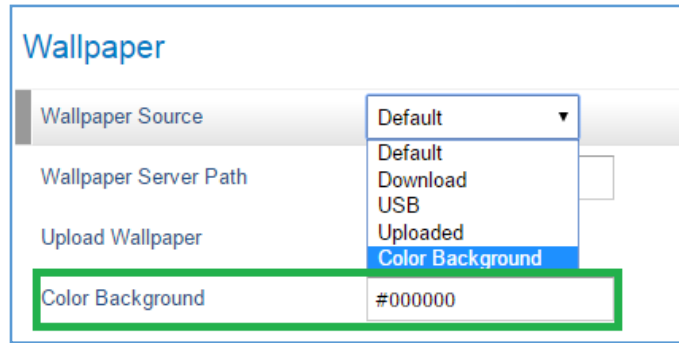 Wallpaper
Wallpaper Source
Default
Default
Wallpaper Server Path
Download
USB
Upload Wallpaper
Uploaded
Color Background
Color Background
#000000